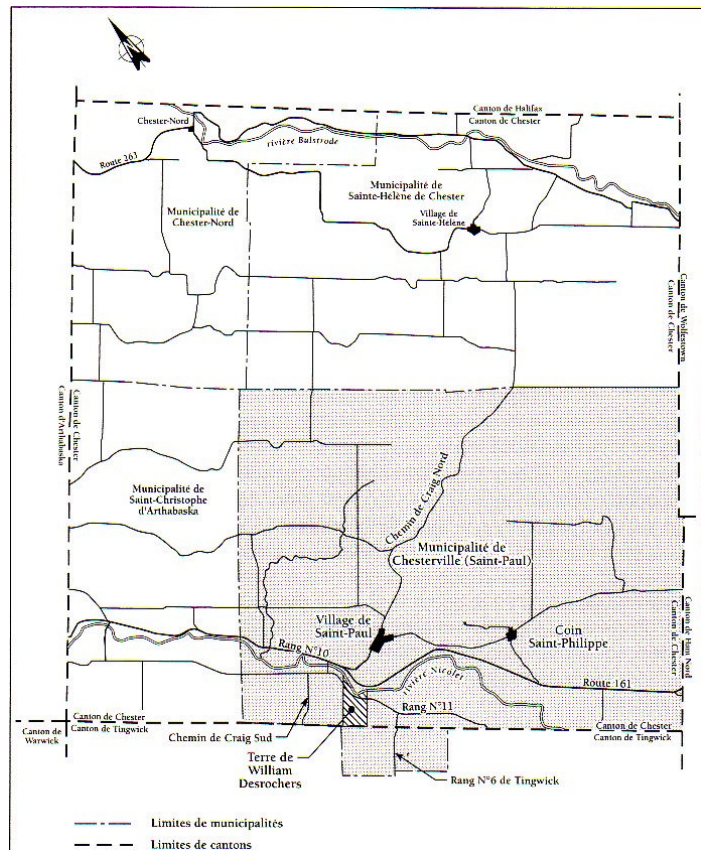 Canton de Halifax
Canton de Chester
Chester-Nord
rivière Bulstrode
Route 263
Municipalité de
Sainte-Hélène de Chester
Village de
Sainte-Hélène
Municipalité de
Chester-Nord
Canton de Wolfestown
Canton de Chester
Canton de Chester
Canton d'Arthabaska
Chemin de Craig Nord
Municipalité de
Saint-Christophe
d'Arthabaska
Municipalité de
Chesterville (Saint-Paul)
Village de
Saint-Paul
Coin
Saint-Philippe
Canton de Ham Nord
Canton de Chester
Rang N°10
rivière Nicolet
Route 161
Rang N°11
Canton de Chester
Canton de Tingwick
Canton de
Warwick
Chemin de Craig Sud
Canton de Chester
Canton de Tingwick
Terre de
William
Desrochers
Rang N°6 de Tingwick
Limites de municipalités
Limites de cantons